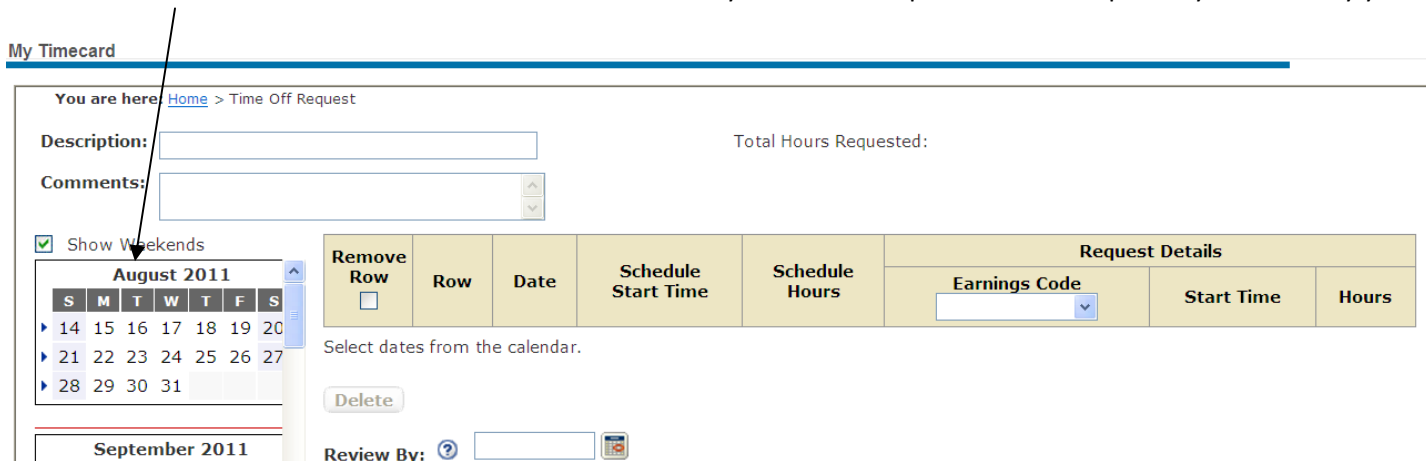 My Timecard
You are here: Home > Time Off Request
Description:
Total Hours Requested:
Comments:
Show Weekends
August 2011
S M T W T F S
14 15 16 17 18 19 20
21 22 23 24 25 26 27
28 29 30 31
September 2011
Remove Row
Row
Date
Schedule Start Time
Schedule Hours
Request Details
Earnings Code
Start Time
Hours
Select dates from the calendar.
Delete
Review By: